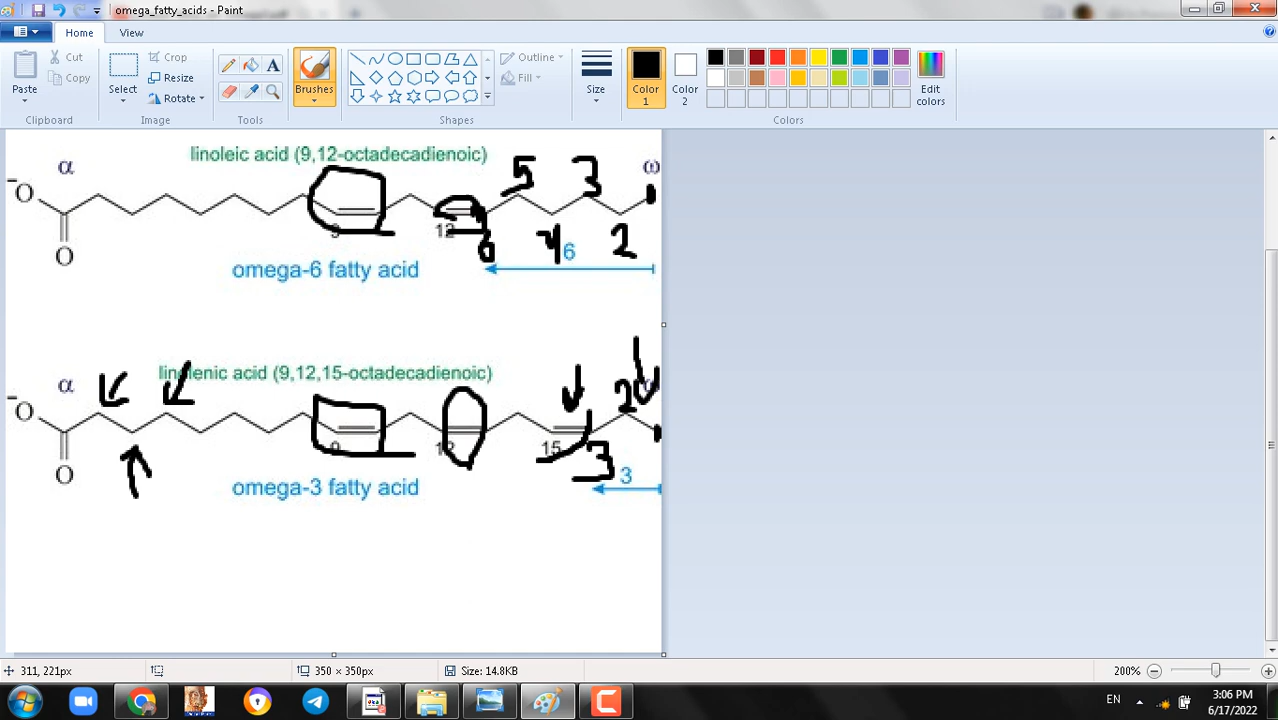 omega_fatty_acids - Paint
Home View
Paste
Cut
Copy
Clipboard
Select
Crop
Resize
Rotate
Image
A
Tools
Brushes
Shapes
Outline
Fill
Size
Color 1
Color 2
Edit colors
Colors
linoleic acid (9,12-octadecadienoic)
α
ω
5 3
⁻O
1
9 12
6 4 2
6
O
omega-6 fatty acid
linolenic acid (9,12,15-octadecadienoic)
α
ω
2
⁻O
9 12 15
3
3
O
omega-3 fatty acid
311, 221px
350 × 350px
Size: 14.8KB
200%
EN
3:06 PM
6/17/2022